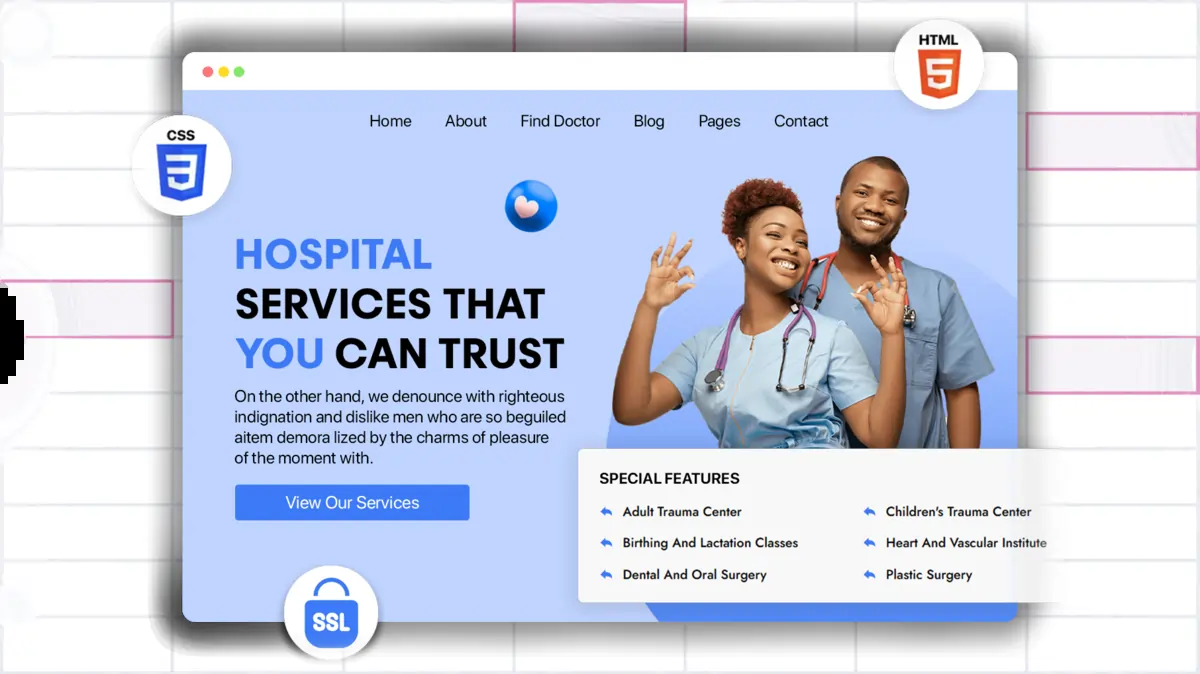 HTML
5
CSS
3
Home About Find Doctor Blog Pages Contact
HOSPITAL
SERVICES THAT
YOU CAN TRUST
On the other hand, we denounce with righteous
indignation and dislike men who are so beguiled
aitem demora lized by the charms of pleasure
of the moment with.
View Our Services
SPECIAL FEATURES
Adult Trauma Center
Children's Trauma Center
Birthing And Lactation Classes
Heart And Vascular Institute
Dental And Oral Surgery
Plastic Surgery
SSL